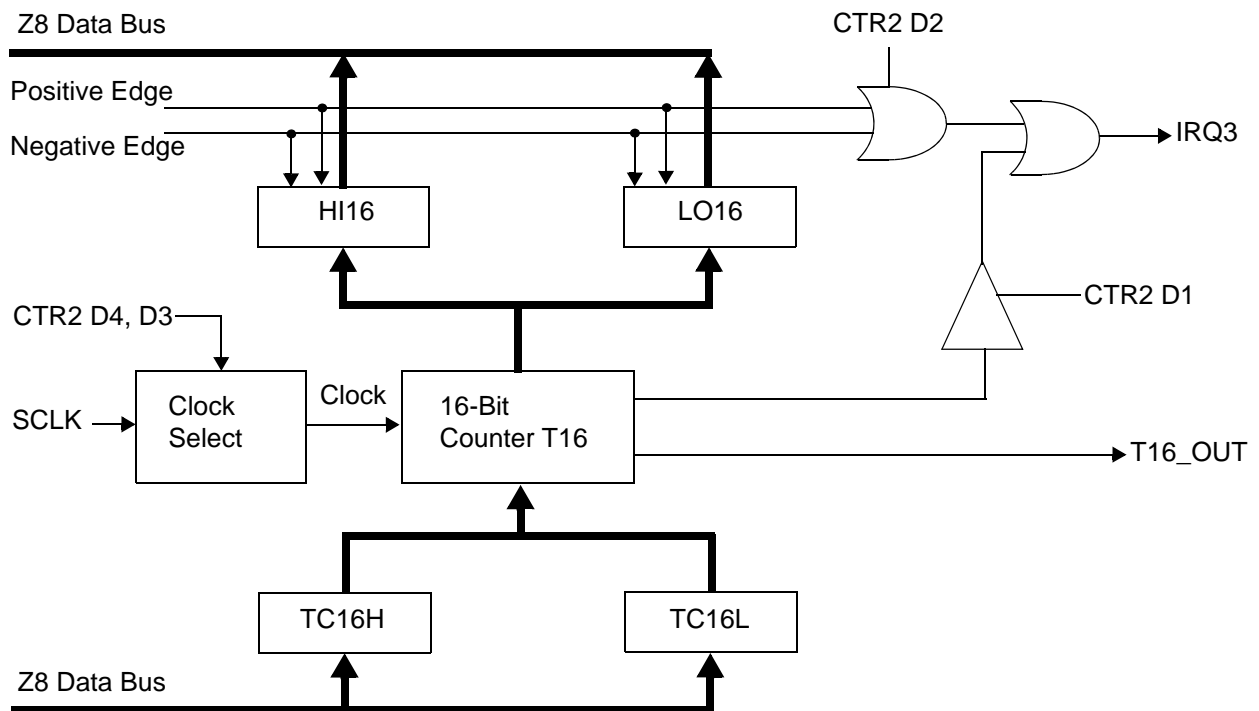 Z8 Data Bus
CTR2 D2
Positive Edge
Negative Edge
IRQ3
HI16
LO16
CTR2 D4, D3
CTR2 D1
SCLK
Clock
Select
Clock
16-Bit
Counter T16
T16_OUT
TC16H
TC16L
Z8 Data Bus